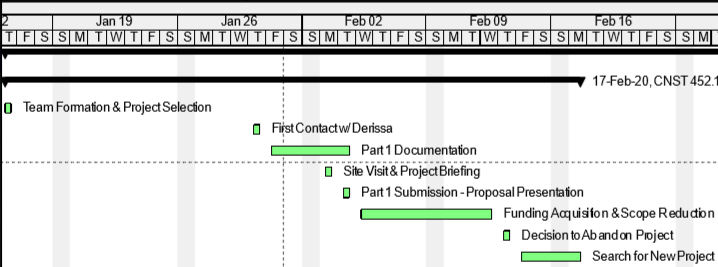 2 Jan 19 Jan 26 Feb 02 Feb 09 Feb 16
T F S S M T W T F S S M T W T F S S M T W T F S S M T W T F S S M T W T F S S M T
17-Feb-20, CNST 452.1
Team Formation & Project Selection
First Contact w/ Derissa
Part 1 Documentation
Site Visit & Project Briefing
Part 1 Submission - Proposal Presentation
Funding Acquisition & Scope Reduction
Decision to Abandon Project
Search for New Project